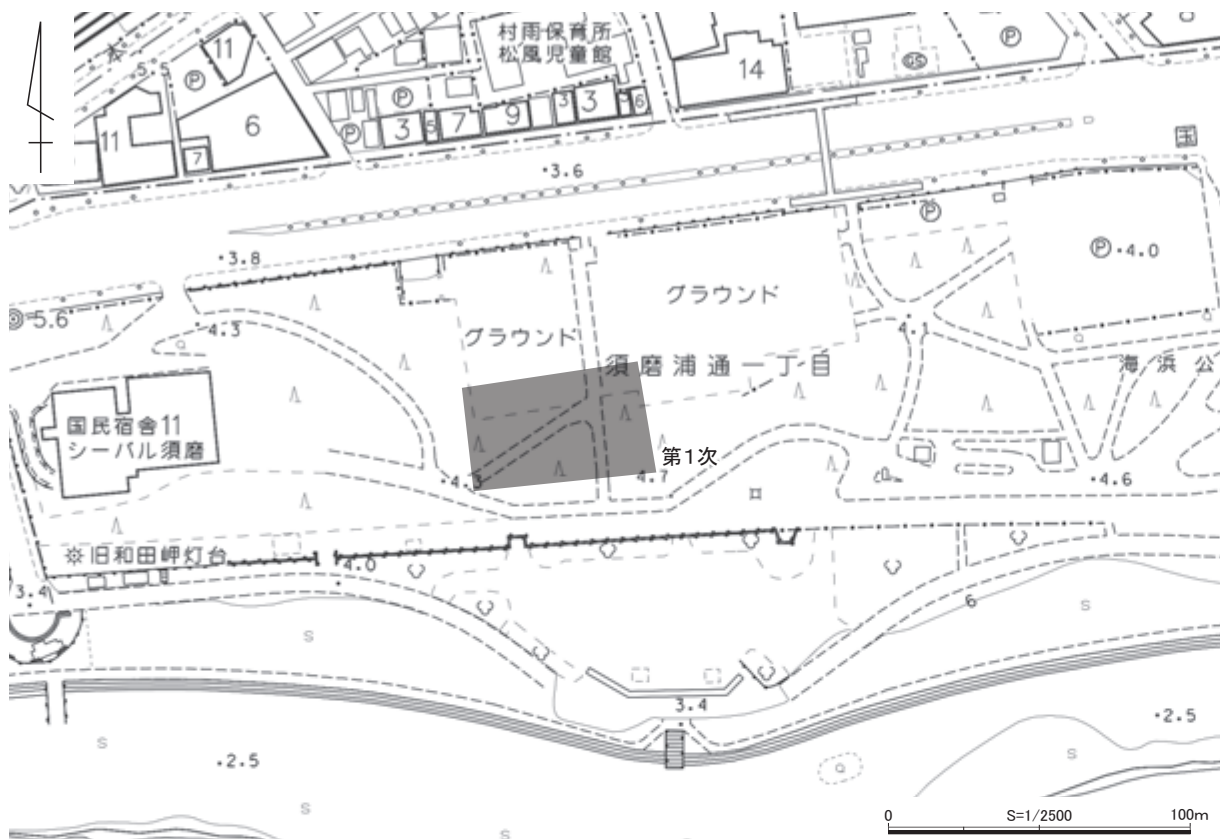 村雨保育所
松風児童館
11
5.5
Ⓟ
6
11
7
Ⓟ
Ⓟ
3
5
7
9
3
3
6
14
GS
Ⓟ
国
・3.6
・3.8
グラウンド
グラウンド
Ⓟ
Ⓟ・4.0
◎5.6
4.3
4.1
須磨浦通一丁目
海浜公
国民宿舎11
シーバル須磨
第1次
・4.3
4.7
・4.6
※旧和田岬灯台
4.0
3.4
6
S
S
3.4
・2.5
S
・2.5
S
S
S
0 S=1/2500 100m